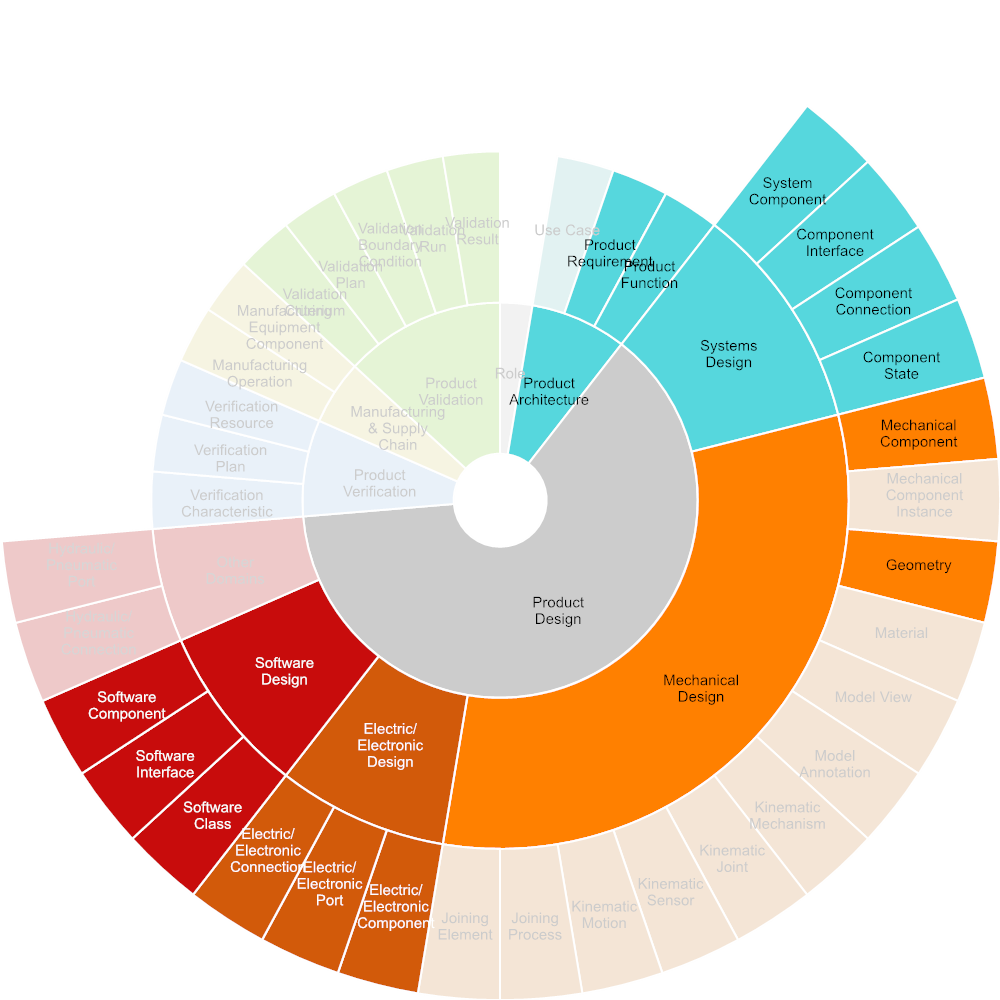 System
Component
Component
Interface
Component
Connection
Component
State
Systems
Design
Use Case
Product
Requirement
Product
Function
Product
Architecture
Role
Validation
Result
Validation
Run
Validation
Boundary
Condition
Validation
Plan
Validation
Criterium
Product
Validation
Manufacturing
Equipment
Component
Manufacturing
Operation
Manufacturing
& Supply
Chain
Verification
Resource
Verification
Plan
Verification
Characteristic
Product
Verification
Product
Design
Mechanical
Component
Mechanical
Component
Instance
Geometry
Material
Model View
Model
Annotation
Kinematic
Mechanism
Kinematic
Joint
Kinematic
Sensor
Kinematic
Motion
Joining
Process
Joining
Element
Mechanical
Design
Electric/
Electronic
Design
Electric/
Electronic
Component
Electric/
Electronic
Port
Electric/
Electronic
Connection
Software
Design
Software
Class
Software
Interface
Software
Component